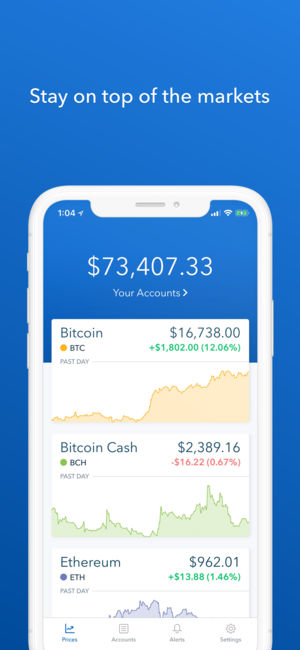 Stay on top of the markets
1:04
$73,407.33
Your Accounts >
Bitcoin $16,738.00
BTC +$1,802.00 (12.06%)
PAST DAY
Bitcoin Cash $2,389.16
BCH -$16.22 (0.67%)
PAST DAY
Ethereum $962.01
ETH +$13.88 (1.46%)
PAST DAY
Prices Accounts Alerts Settings